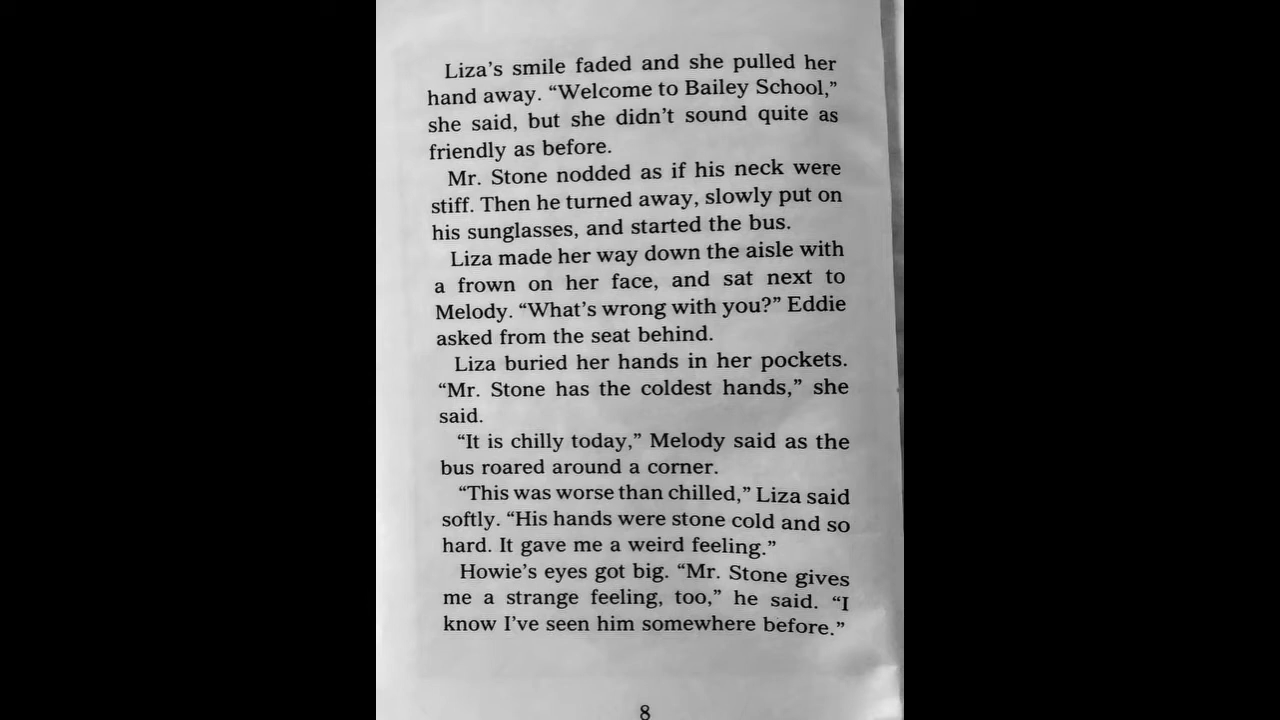 Liza's smile faded and she pulled her
hand away. “Welcome to Bailey School,”
she said, but she didn't sound quite as
friendly as before.
Mr. Stone nodded as if his neck were
stiff. Then he turned away, slowly put on
his sunglasses, and started the bus.
Liza made her way down the aisle with
a frown on her face, and sat next to
Melody. “What's wrong with you?” Eddie
asked from the seat behind.
Liza buried her hands in her pockets.
“Mr. Stone has the coldest hands,” she
said.
“It is chilly today,” Melody said as the
bus roared around a corner.
“This was worse than chilled,” Liza said
softly. “His hands were stone cold and so
hard. It gave me a weird feeling.”
Howie's eyes got big. “Mr. Stone gives
me a strange feeling, too,” he said. “I
know I've seen him somewhere before.”
8